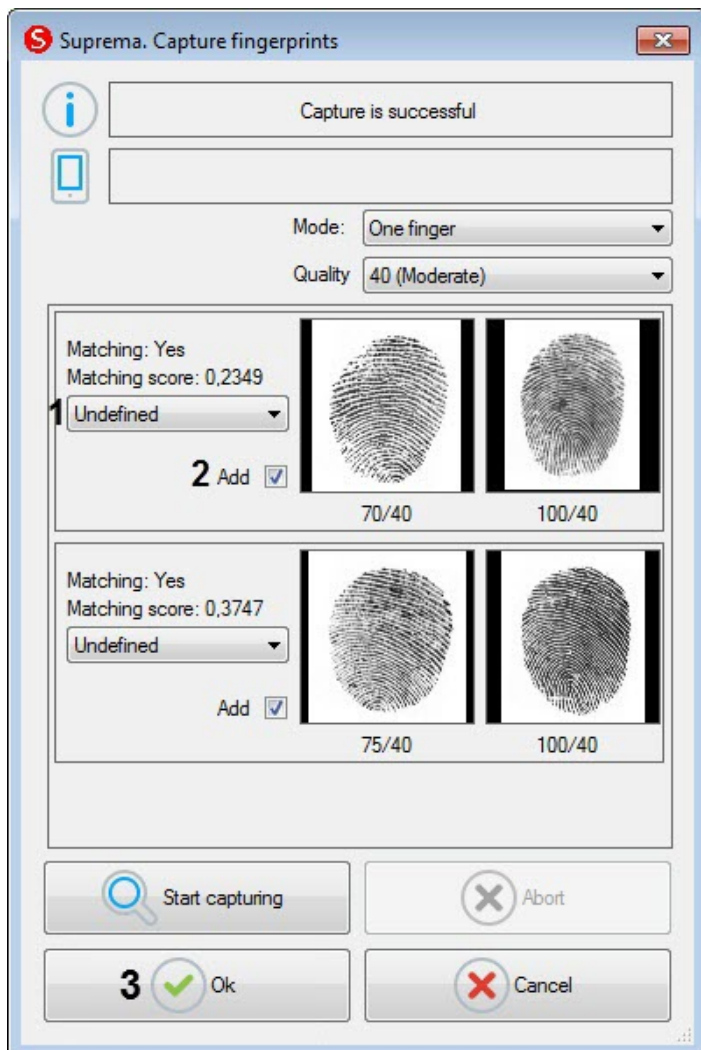 S Suprema. Capture fingerprints
Capture is successful
Mode: One finger
Quality 40 (Moderate)
Matching: Yes
Matching score: 0,2349
1 Undefined
2 Add
70/40 100/40
Matching: Yes
Matching score: 0,3747
Undefined
Add
75/40 100/40
Start capturing Abort
3 Ok Cancel